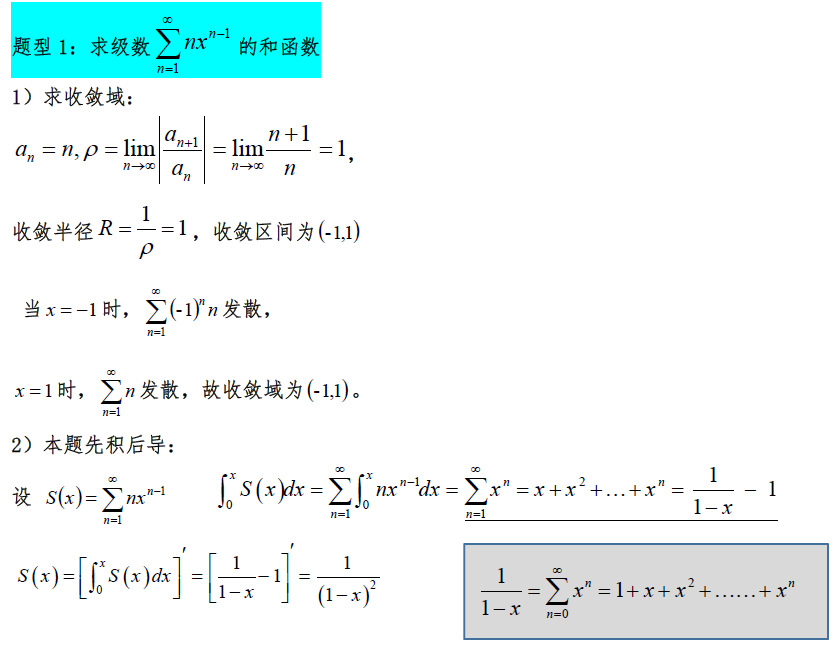 题型 1：求级数 $\sum_{n=1}^{\infty} nx^{n-1}$ 的和函数
1）求收敛域：
$a_n = n, \rho = \lim_{n\to\infty} \left| \frac{a_{n+1}}{a_n} \right| = \lim_{n\to\infty} \frac{n+1}{n} = 1$，
收敛半径 $R = \frac{1}{\rho} = 1$，收敛区间为 $(-1,1)$
当 $x = -1$ 时，$\sum_{n=1}^{\infty} (-1)^n n$ 发散，
$x = 1$ 时，$\sum_{n=1}^{\infty} n$ 发散，故收敛域为 $(-1,1)$。
2）本题先积后导：
设 $S(x) = \sum_{n=1}^{\infty} nx^{n-1}$ $\int_0^x S(x)dx = \sum_{n=1}^{\infty} \int_0^x nx^{n-1}dx = \sum_{n=1}^{\infty} x^n = x + x^2 + \ldots + x^n = \frac{1}{1-x} - 1$
$S(x) = \left[ \int_0^x S(x)dx \right]' = \left[ \frac{1}{1-x} - 1 \right]' = \frac{1}{(1-x)^2}$
$\frac{1}{1-x} = \sum_{n=0}^{\infty} x^n = 1 + x + x^2 + \ldots\ldots + x^n$